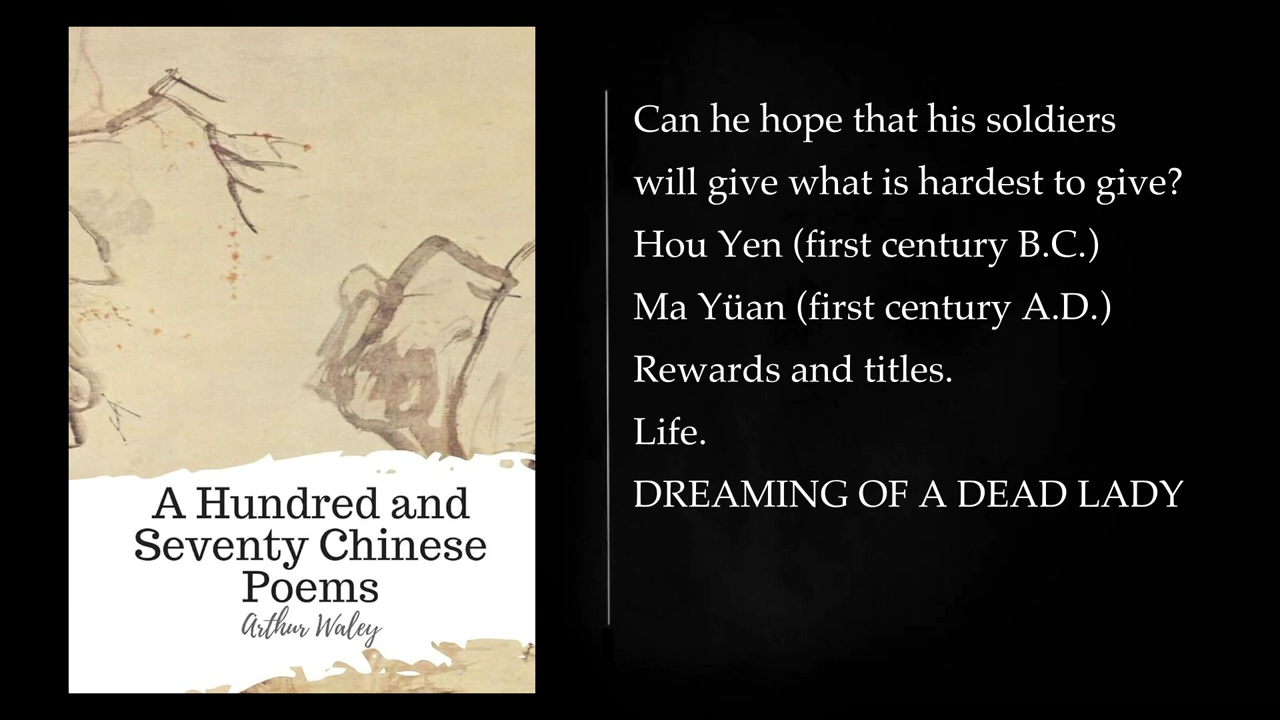 A Hundred and
Seventy Chinese
Poems
Arthur Waley
Can he hope that his soldiers
will give what is hardest to give?
Hou Yen (first century B.C.)
Ma Yüan (first century A.D.)
Rewards and titles.
Life.
DREAMING OF A DEAD LADY